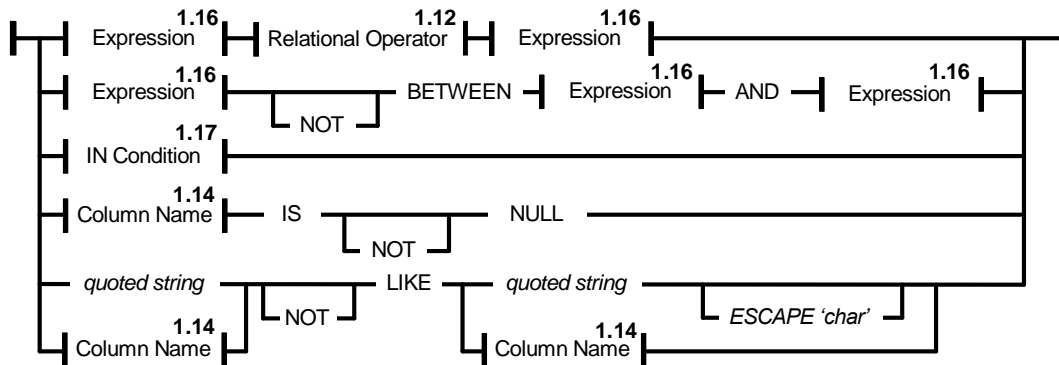 1.16 1.12 1.16
Expression Relational Operator Expression
1.16 1.16 1.16
Expression BETWEEN Expression AND Expression
NOT
1.17
IN Condition
1.14
Column Name IS NULL
NOT
quoted string LIKE quoted string
NOT ESCAPE ‘char’
1.14 1.14
Column Name Column Name